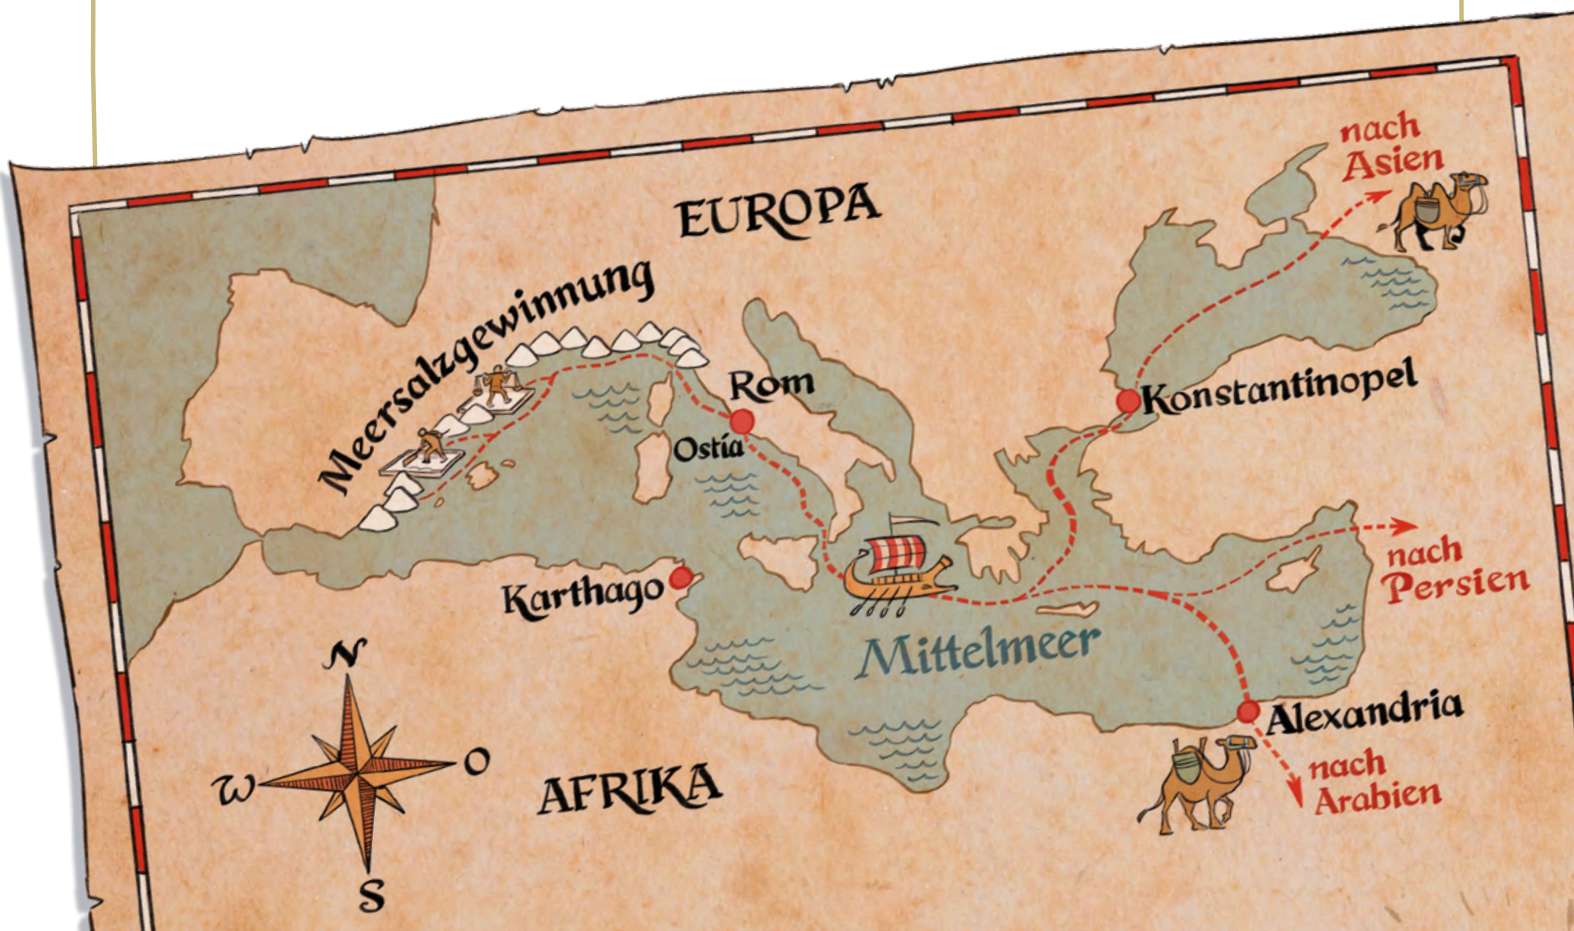 nach
Asien
EUROPA
Meersalzgewinnung
Rom
Konstantinopel
Ostia
nach
Persien
Karthago
Mittelmeer
N
Alexandria
W
O
nach
Arabien
AFRIKA
S